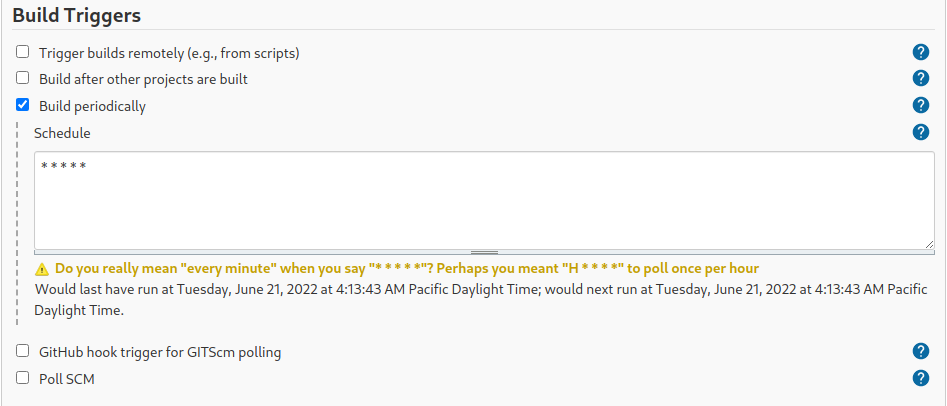 Build Triggers
Trigger builds remotely (e.g., from scripts)
Build after other projects are built
Build periodically
Schedule
* * * * *
Do you really mean "every minute" when you say "* * * * *"? Perhaps you meant "H * * * *" to poll once per hour
Would last have run at Tuesday, June 21, 2022 at 4:13:43 AM Pacific Daylight Time; would next run at Tuesday, June 21, 2022 at 4:13:43 AM Pacific
Daylight Time.
GitHub hook trigger for GITScm polling
Poll SCM